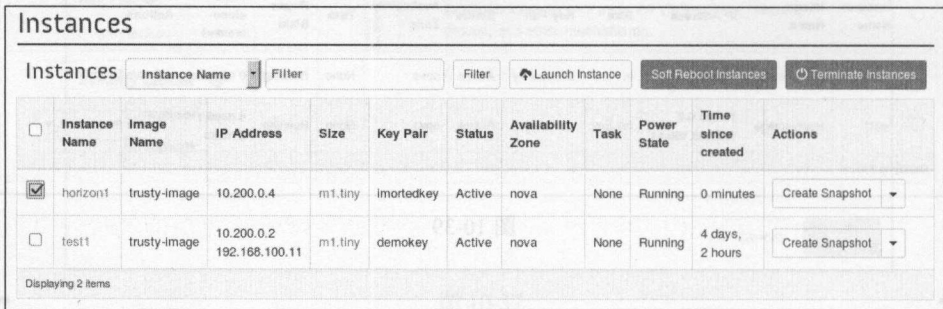 Instances
Instances Instance Name Filter Filter Launch Instance Soft Reboot Instances Terminate Instances
Instance Name Image Name IP Address Size Key Pair Status Availability Zone Task Power State Time since created Actions
horizon1 trusty-image 10.200.0.4 m1.tiny imortedkey Active nova None Running 0 minutes Create Snapshot
test1 trusty-image 10.200.0.2 192.168.100.11 m1.tiny demokey Active nova None Running 4 days, 2 hours Create Snapshot
Displaying 2 items